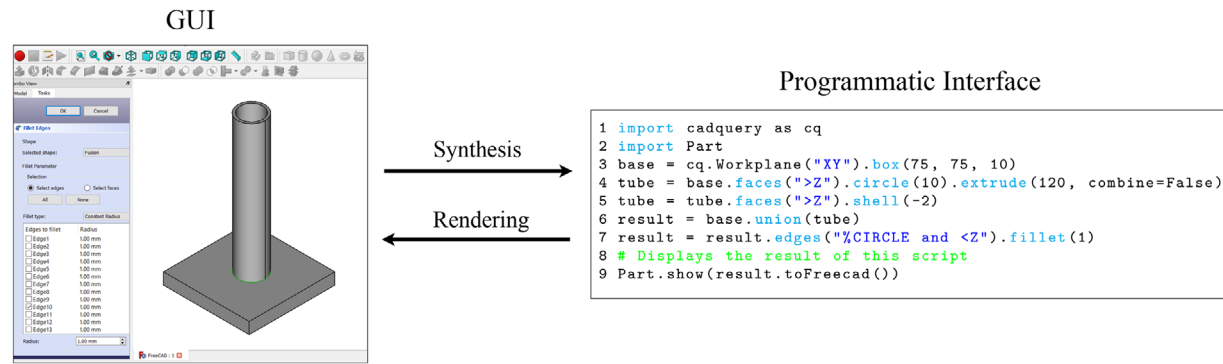 GUI
Programmatic Interface
Synthesis
Rendering
Combo View
Model Tasks
OK Cancel
Fillet Edges
Shape
Selected shape: Fusion
Fillet Parameter
Selection
Select edges Select faces
All None
Fillet type: Constant Radius
Edges to fillet Radius
Edge1 1.00 mm
Edge2 1.00 mm
Edge3 1.00 mm
Edge4 1.00 mm
Edge5 1.00 mm
Edge6 1.00 mm
Edge7 1.00 mm
Edge8 1.00 mm
Edge9 1.00 mm
Edge10 1.00 mm
Edge11 1.00 mm
Edge12 1.00 mm
Edge13 1.00 mm
Radius: 1.00 mm
FreeCAD : 1
1 import cadquery as cq
2 import Part
3 base = cq.Workplane("XY").box(75, 75, 10)
4 tube = base.faces(">Z").circle(10).extrude(120, combine=False)
5 tube = tube.faces(">Z").shell(-2)
6 result = base.union(tube)
7 result = result.edges("%CIRCLE and <Z").fillet(1)
8 # Displays the result of this script
9 Part.show(result.toFreecad())